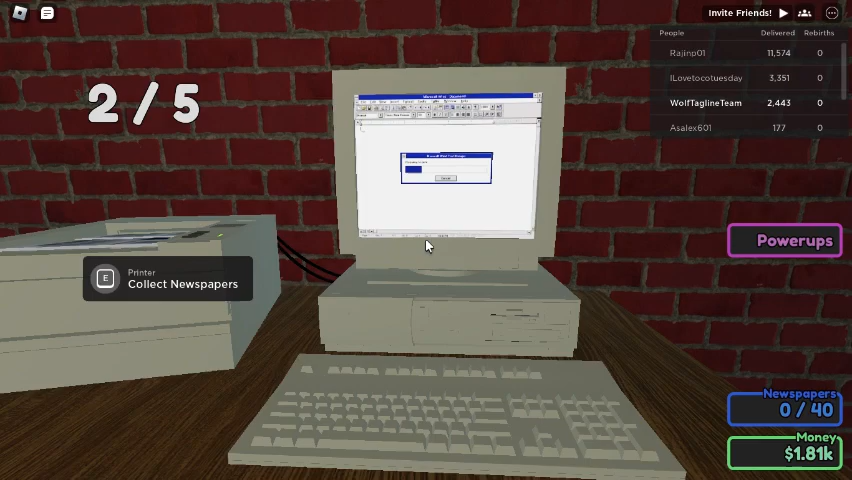 Invite Friends!
People Delivered Rebirths
Rajinp01 11,574 0
ILovetocotuesday 3,351 0
WolfTaglineTeam 2,443 0
Asalex601 177 0
2 / 5
Powerups
E
Printer
Collect Newspapers
Newspapers
0 / 40
Money
$1.81k